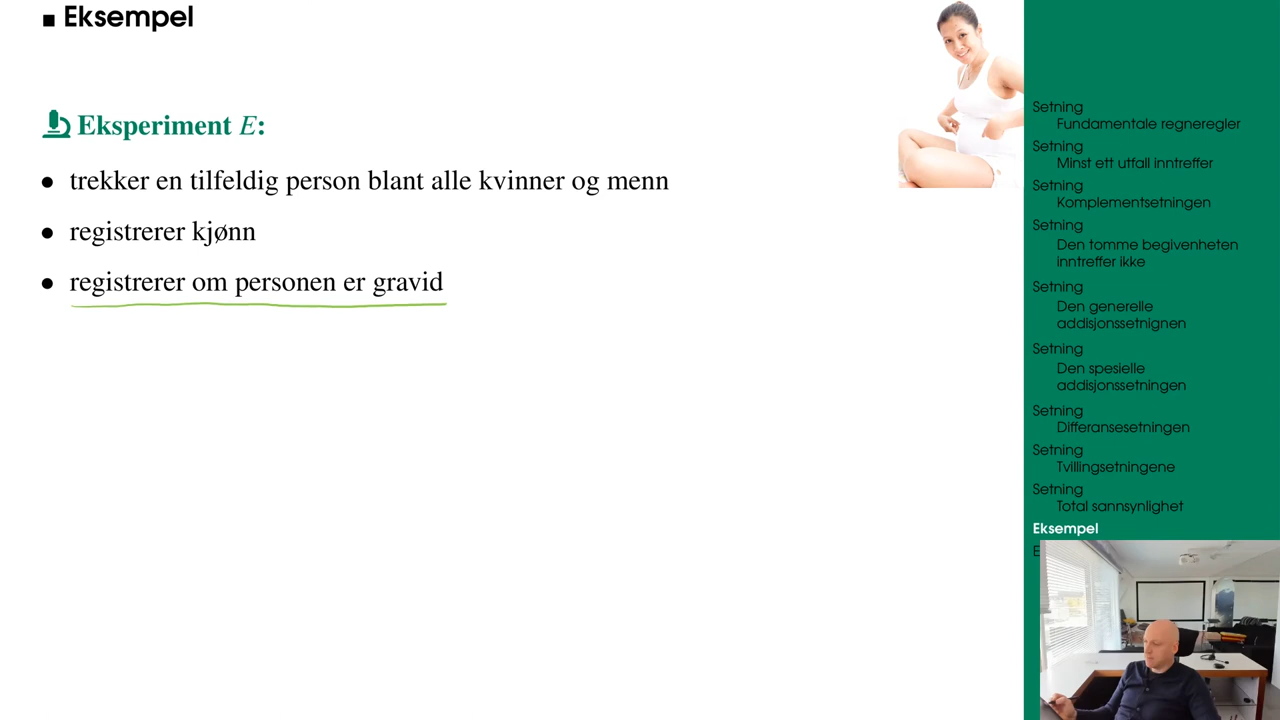 Eksempel
Eksperiment E:
trekker en tilfeldig person blant alle kvinner og menn
registrerer kjønn
registrerer om personen er gravid
Setning
Fundamentale regneregler
Setning
Minst ett utfall inntreffer
Setning
Komplementsetningen
Setning
Den tomme begivenheten
inntreffer ikke
Setning
Den generelle
addisjonssetnignen
Setning
Den spesielle
addisjonssetningen
Setning
Differansesetningen
Setning
Tvillingsetningene
Setning
Total sannsynlighet
Eksempel